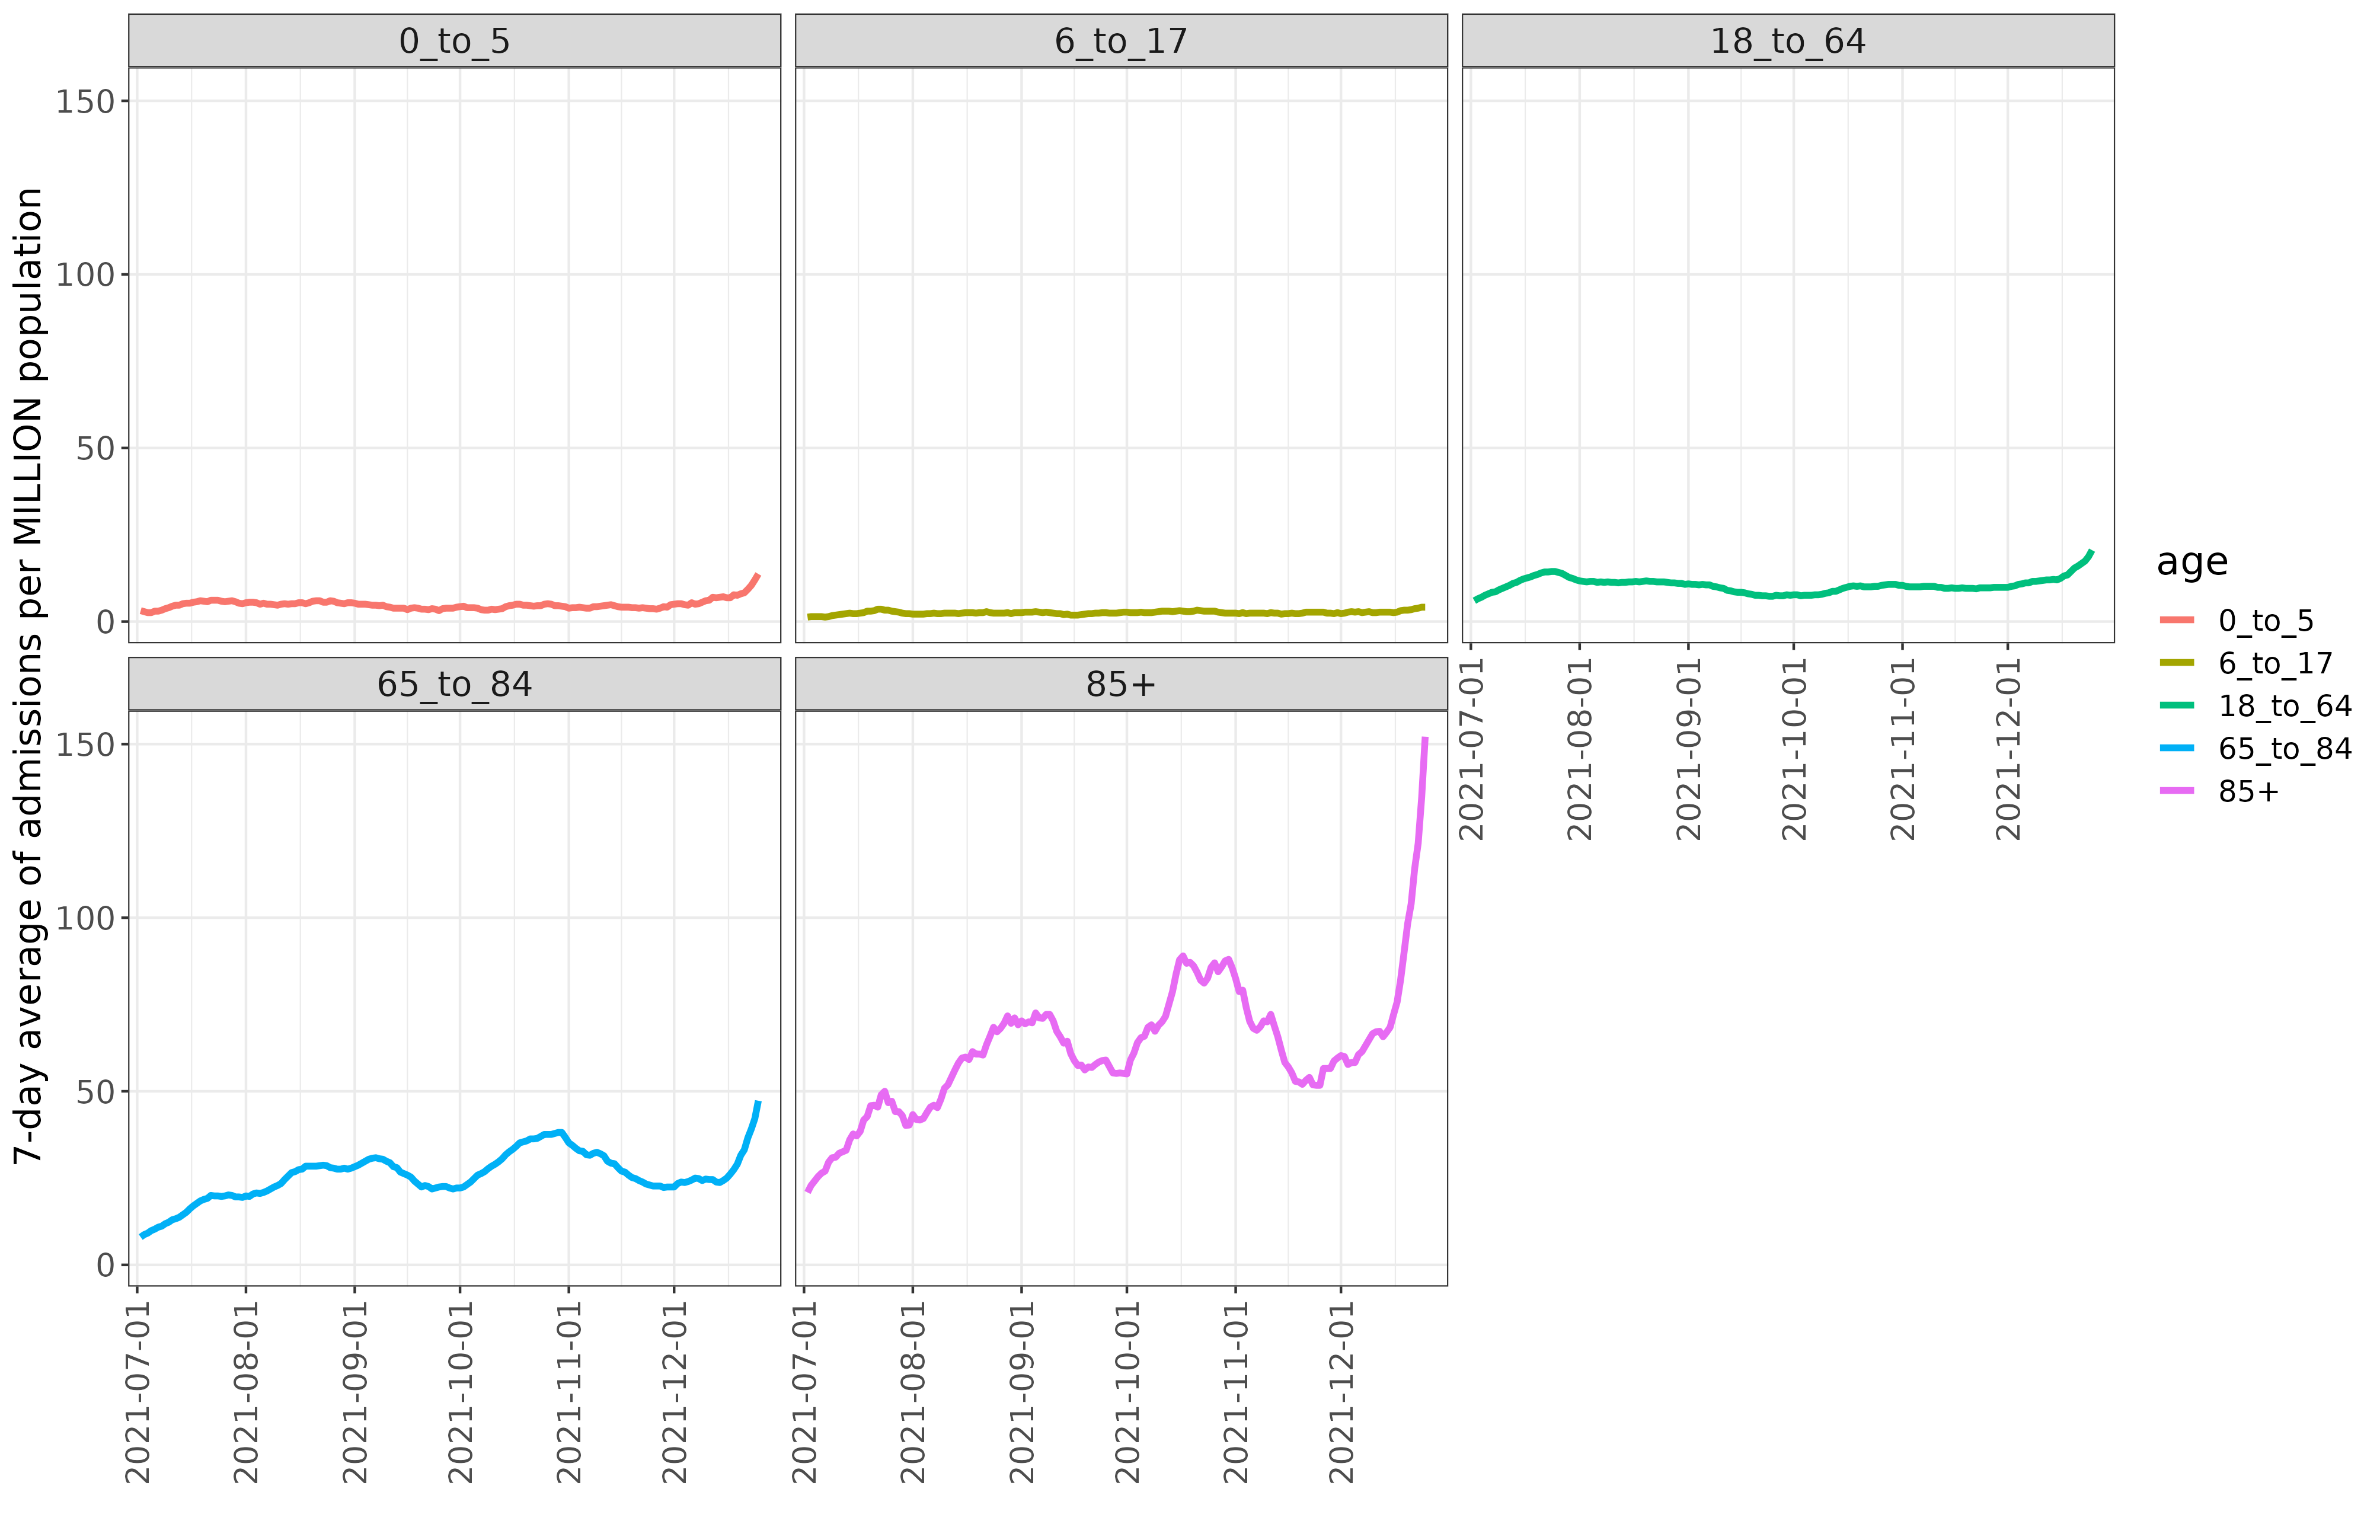 7-day average of admissions per MILLION population
0_to_5
6_to_17
18_to_64
150
100
50
0
65_to_84
85+
150
100
50
0
2021-07-01
2021-08-01
2021-09-01
2021-10-01
2021-11-01
2021-12-01
2021-07-01
2021-08-01
2021-09-01
2021-10-01
2021-11-01
2021-12-01
2021-07-01
2021-08-01
2021-09-01
2021-10-01
2021-11-01
2021-12-01
age
0_to_5
6_to_17
18_to_64
65_to_84
85+